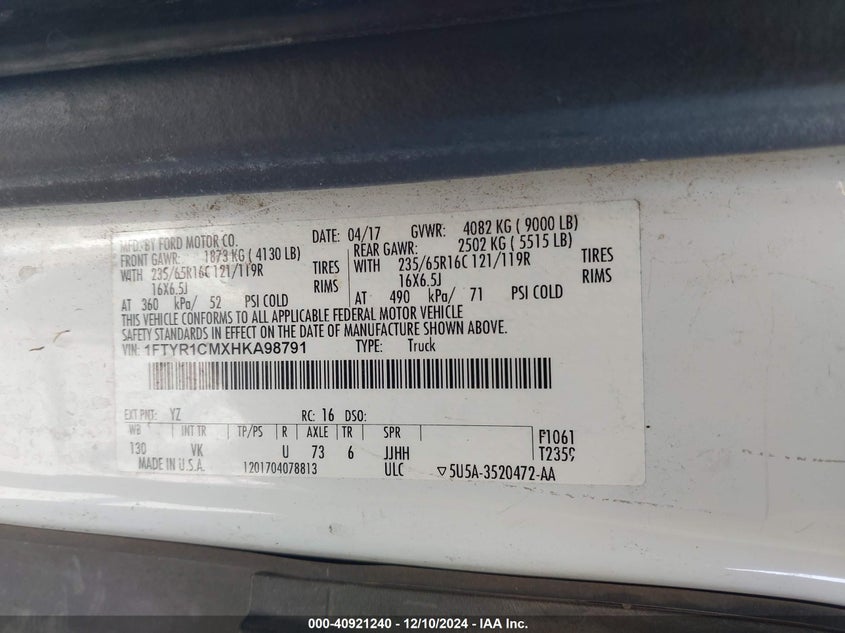 MFD. BY FORD MOTOR CO. DATE: 04/17 GVWR: 4082 KG ( 9000 LB)
FRONT GAWR: 1873 KG ( 4130 LB) REAR GAWR: 2502 KG ( 5515 LB)
WITH 235/65R16C 121/119R TIRES WITH 235/65R16C 121/119R TIRES
16X6.5J RIMS 16X6.5J RIMS
AT 360 kPa/ 52 PSI COLD AT 490 kPa/ 71 PSI COLD
THIS VEHICLE CONFORMS TO ALL APPLICABLE FEDERAL MOTOR VEHICLE
SAFETY STANDARDS IN EFFECT ON THE DATE OF MANUFACTURE SHOWN ABOVE.
VIN: 1FTYR1CMXHKA98791 TYPE: Truck
EXT PNT: YZ RC: 16 DSO:
WB INT TR TP/PS R AXLE TR SPR F1061
130 VK U 73 6 JJHH T2359
MADE IN U.S.A. 1201704078813 ULC ▽5U5A-3520472-AA
000-40921240 - 12/10/2024 - IAA Inc.